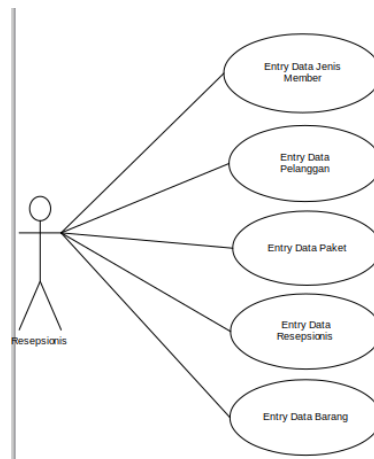 Entry Data Jenis
Member
Entry Data
Pelanggan
Entry Data Paket
Entry Data
Resepsionis
Resepsionis
Entry Data Barang